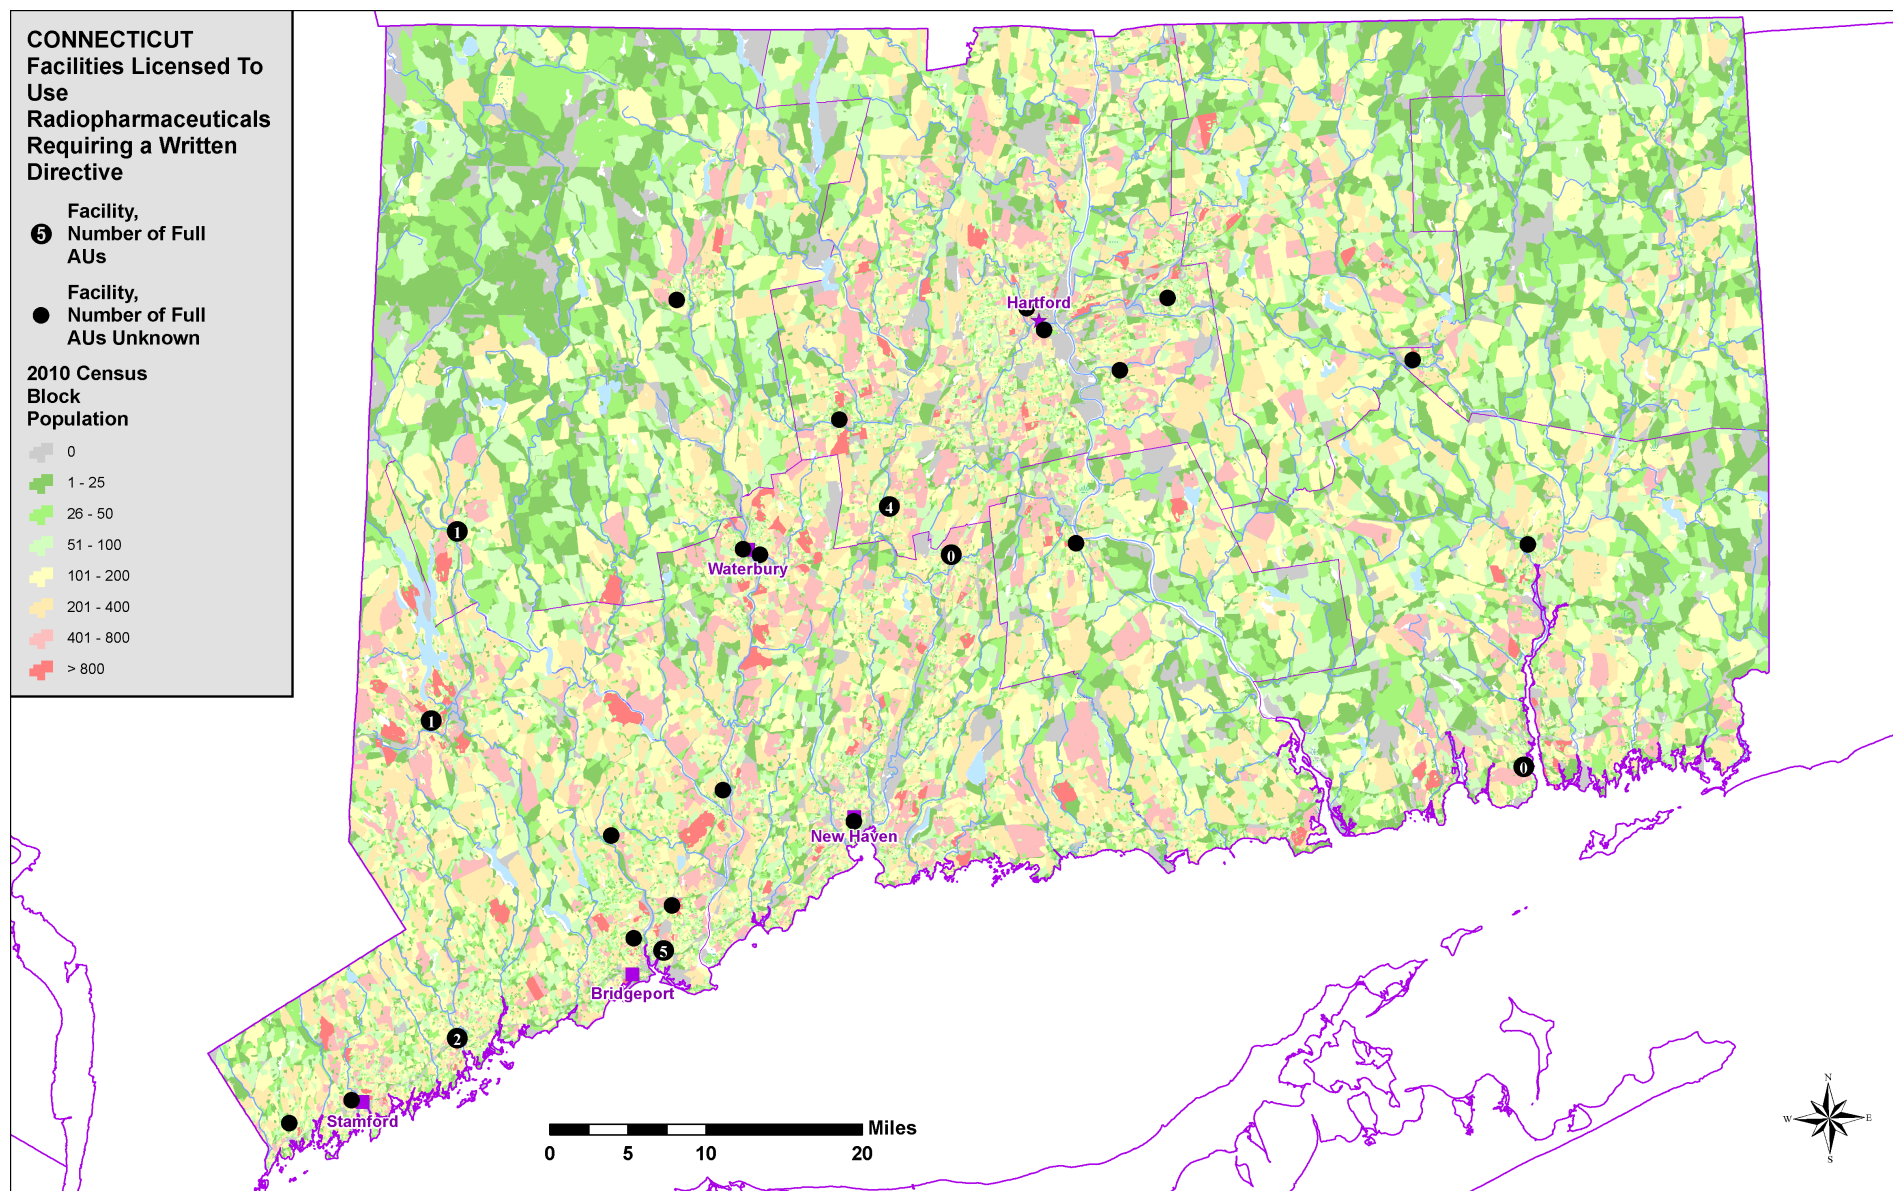 CONNECTICUT
Facilities Licensed To
Use
Radiopharmaceuticals
Requiring a Written
Directive
Facility,
5 Number of Full
AUs
Facility,
Number of Full
AUs Unknown
2010 Census
Block
Population
0
1 - 25
26 - 50
51 - 100
101 - 200
201 - 400
401 - 800
> 800
Hartford
4
1
0
Waterbury
1
0
New Haven
5
Bridgeport
2
Stamford
Miles
0 5 10 20
N
W E
S